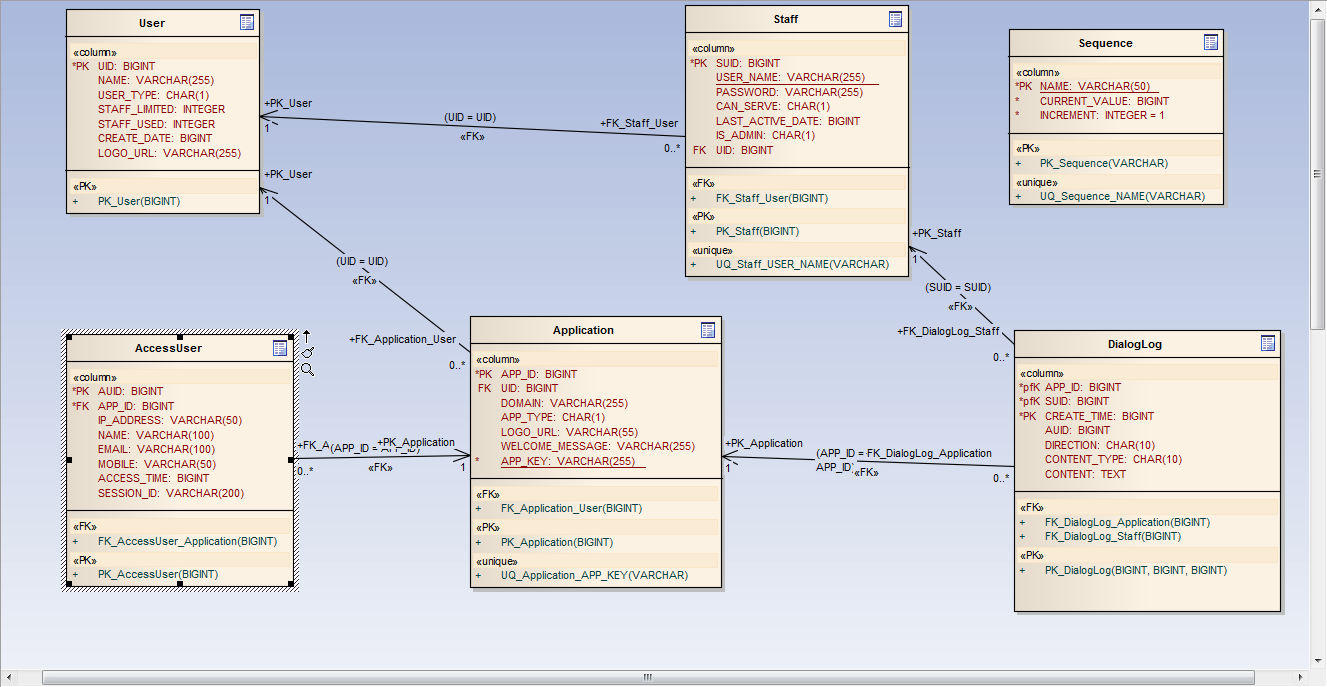 User
«column»
*PK UID: BIGINT
NAME: VARCHAR(255)
USER_TYPE: CHAR(1)
STAFF_LIMITED: INTEGER
STAFF_USED: INTEGER
CREATE_DATE: BIGINT
LOGO_URL: VARCHAR(255)
«PK»
+ PK_User(BIGINT)
+PK_User
1
(UID = UID)
«FK»
+FK_Staff_User
0..*
Staff
«column»
*PK SUID: BIGINT
USER_NAME: VARCHAR(255)
PASSWORD: VARCHAR(255)
CAN_SERVE: CHAR(1)
LAST_ACTIVE_DATE: BIGINT
IS_ADMIN: CHAR(1)
FK UID: BIGINT
«FK»
+ FK_Staff_User(BIGINT)
«PK»
+ PK_Staff(BIGINT)
«unique»
+ UQ_Staff_USER_NAME(VARCHAR)
Sequence
«column»
*PK NAME: VARCHAR(50)
* CURRENT_VALUE: BIGINT
* INCREMENT: INTEGER = 1
«PK»
+ PK_Sequence(VARCHAR)
«unique»
+ UQ_Sequence_NAME(VARCHAR)
+PK_User
1
(UID = UID)
«FK»
+FK_Application_User
0..*
+PK_Staff
1
(SUID = SUID)
«FK»
+FK_DialogLog_Staff
0..*
AccessUser
«column»
*PK AUID: BIGINT
*FK APP_ID: BIGINT
IP_ADDRESS: VARCHAR(50)
NAME: VARCHAR(100)
EMAIL: VARCHAR(100)
MOBILE: VARCHAR(50)
ACCESS_TIME: BIGINT
SESSION_ID: VARCHAR(200)
«FK»
+ FK_AccessUser_Application(BIGINT)
«PK»
+ PK_AccessUser(BIGINT)
+FK_A
(APP_ID =
+PK_Application
0..*
«FK»
1
Application
«column»
*PK APP_ID: BIGINT
FK UID: BIGINT
DOMAIN: VARCHAR(255)
APP_TYPE: CHAR(1)
LOGO_URL: VARCHAR(55)
WELCOME_MESSAGE: VARCHAR(255)
* APP_KEY: VARCHAR(255)
«FK»
+ FK_Application_User(BIGINT)
«PK»
+ PK_Application(BIGINT)
«unique»
+ UQ_Application_APP_KEY(VARCHAR)
+PK_Application
1
(APP_ID =
FK_DialogLog_Application
APP_ID)
«FK»
0..*
DialogLog
«column»
*pfK APP_ID: BIGINT
*pfK SUID: BIGINT
*PK CREATE_TIME: BIGINT
AUID: BIGINT
DIRECTION: CHAR(10)
CONTENT_TYPE: CHAR(10)
CONTENT: TEXT
«FK»
+ FK_DialogLog_Application(BIGINT)
+ FK_DialogLog_Staff(BIGINT)
«PK»
+ PK_DialogLog(BIGINT, BIGINT, BIGINT)